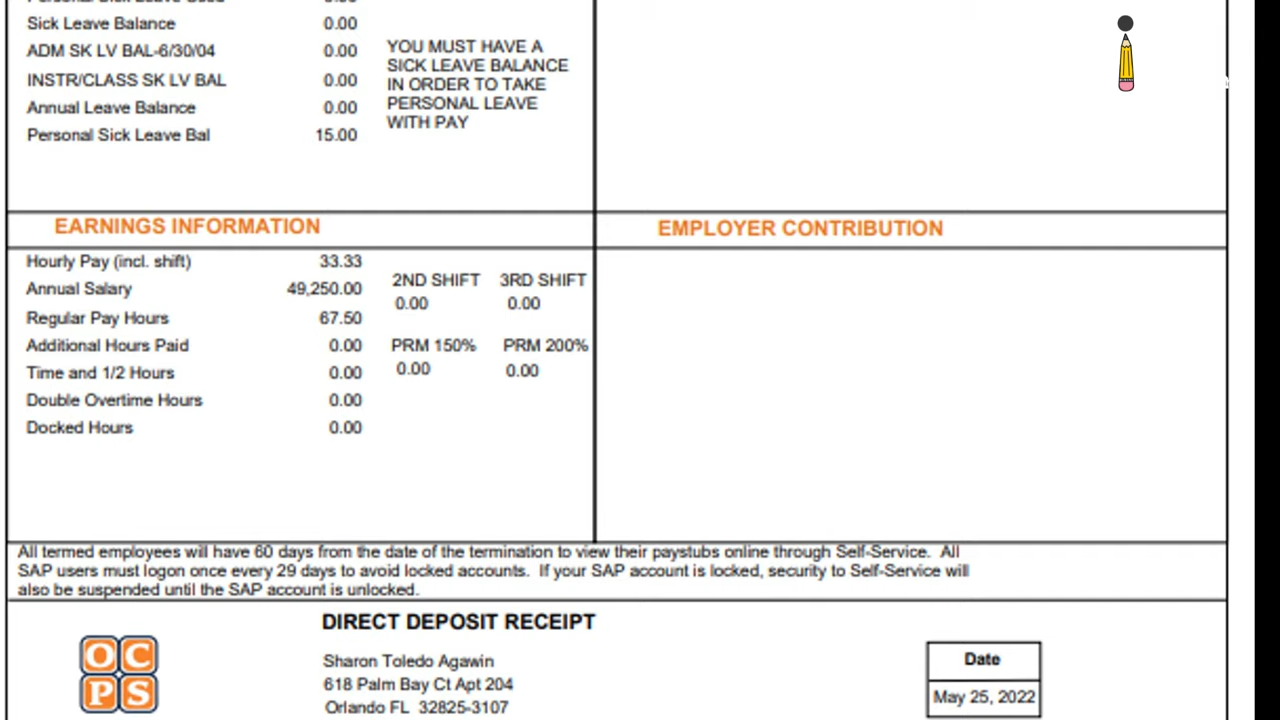 Sick Leave Balance 0.00
ADM SK LV BAL-6/30/04 0.00
INSTR/CLASS SK LV BAL 0.00
Annual Leave Balance 0.00
Personal Sick Leave Bal 15.00
YOU MUST HAVE A
SICK LEAVE BALANCE
IN ORDER TO TAKE
PERSONAL LEAVE
WITH PAY
EARNINGS INFORMATION
Hourly Pay (incl. shift) 33.33
Annual Salary 49,250.00
Regular Pay Hours 67.50
Additional Hours Paid 0.00
Time and 1/2 Hours 0.00
Double Overtime Hours 0.00
Docked Hours 0.00
2ND SHIFT 3RD SHIFT
0.00 0.00
PRM 150% PRM 200%
0.00 0.00
EMPLOYER CONTRIBUTION
All termed employees will have 60 days from the date of the termination to view their paystubs online through Self-Service. All
SAP users must logon once every 29 days to avoid locked accounts. If your SAP account is locked, security to Self-Service will
also be suspended until the SAP account is unlocked.
OC
PS
DIRECT DEPOSIT RECEIPT
Sharon Toledo Agawin
618 Palm Bay Ct Apt 204
Orlando FL 32825-3107
Date
May 25, 2022